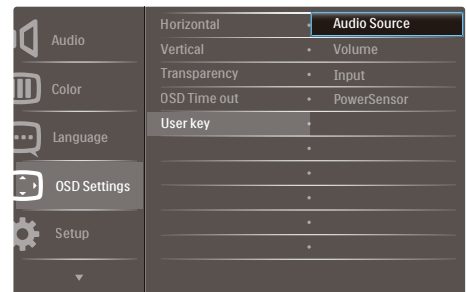 Audio
Color
Language
OSD Settings
Setup
Horizontal
Vertical
Transparency
OSD Time out
User key
Audio Source
Volume
Input
PowerSensor